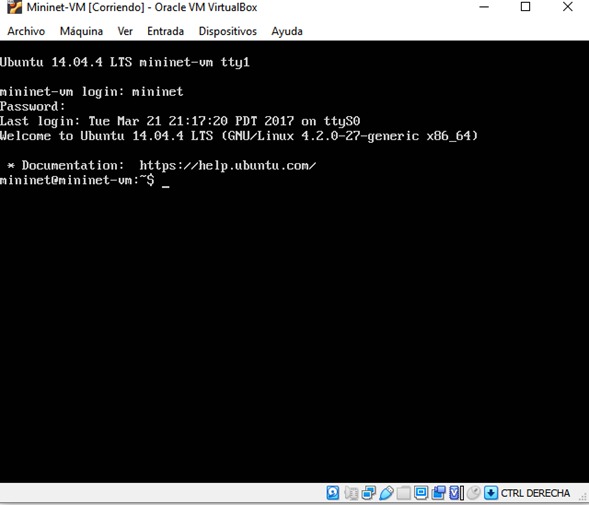 Mininet-VM [Corriendo] - Oracle VM VirtualBox
Archivo Máquina Ver Entrada Dispositivos Ayuda
Ubuntu 14.04.4 LTS mininet-vm tty1
mininet-vm login: mininet
Password:
Last login: Tue Mar 21 21:17:20 PDT 2017 on ttyS0
Welcome to Ubuntu 14.04.4 LTS (GNU/Linux 4.2.0-27-generic x86_64)
* Documentation: https://help.ubuntu.com/
mininet@mininet-vm:~$ _
CTRL DERECHA